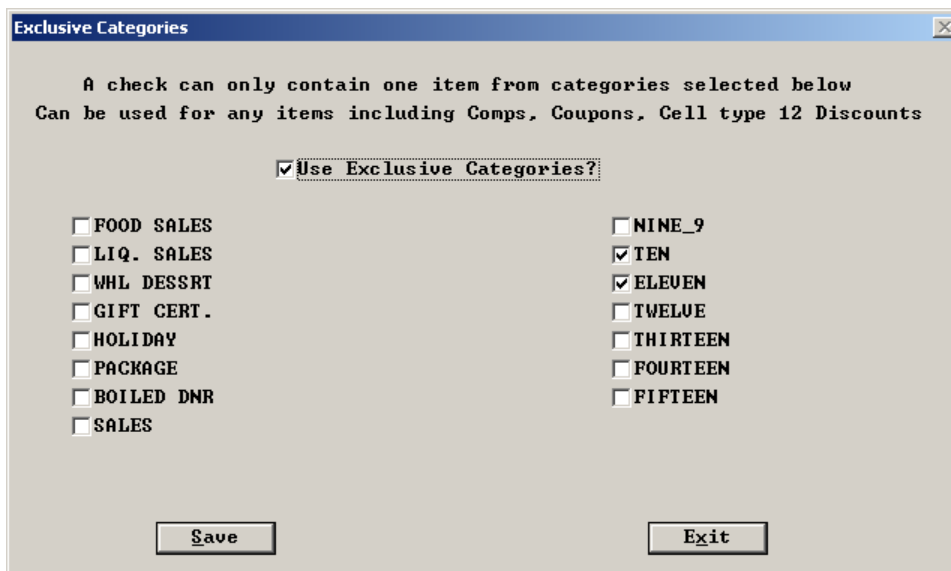 Exclusive Categories
A check can only contain one item from categories selected below
Can be used for any items including Comps, Coupons, Cell type 12 Discounts
Use Exclusive Categories?
FOOD SALES
LIQ. SALES
WHL DESSRT
GIFT CERT.
HOLIDAY
PACKAGE
BOILED DNR
SALES
NINE_9
TEN
ELEVEN
TWELVE
THIRTEEN
FOURTEEN
FIFTEEN
Save
Exit